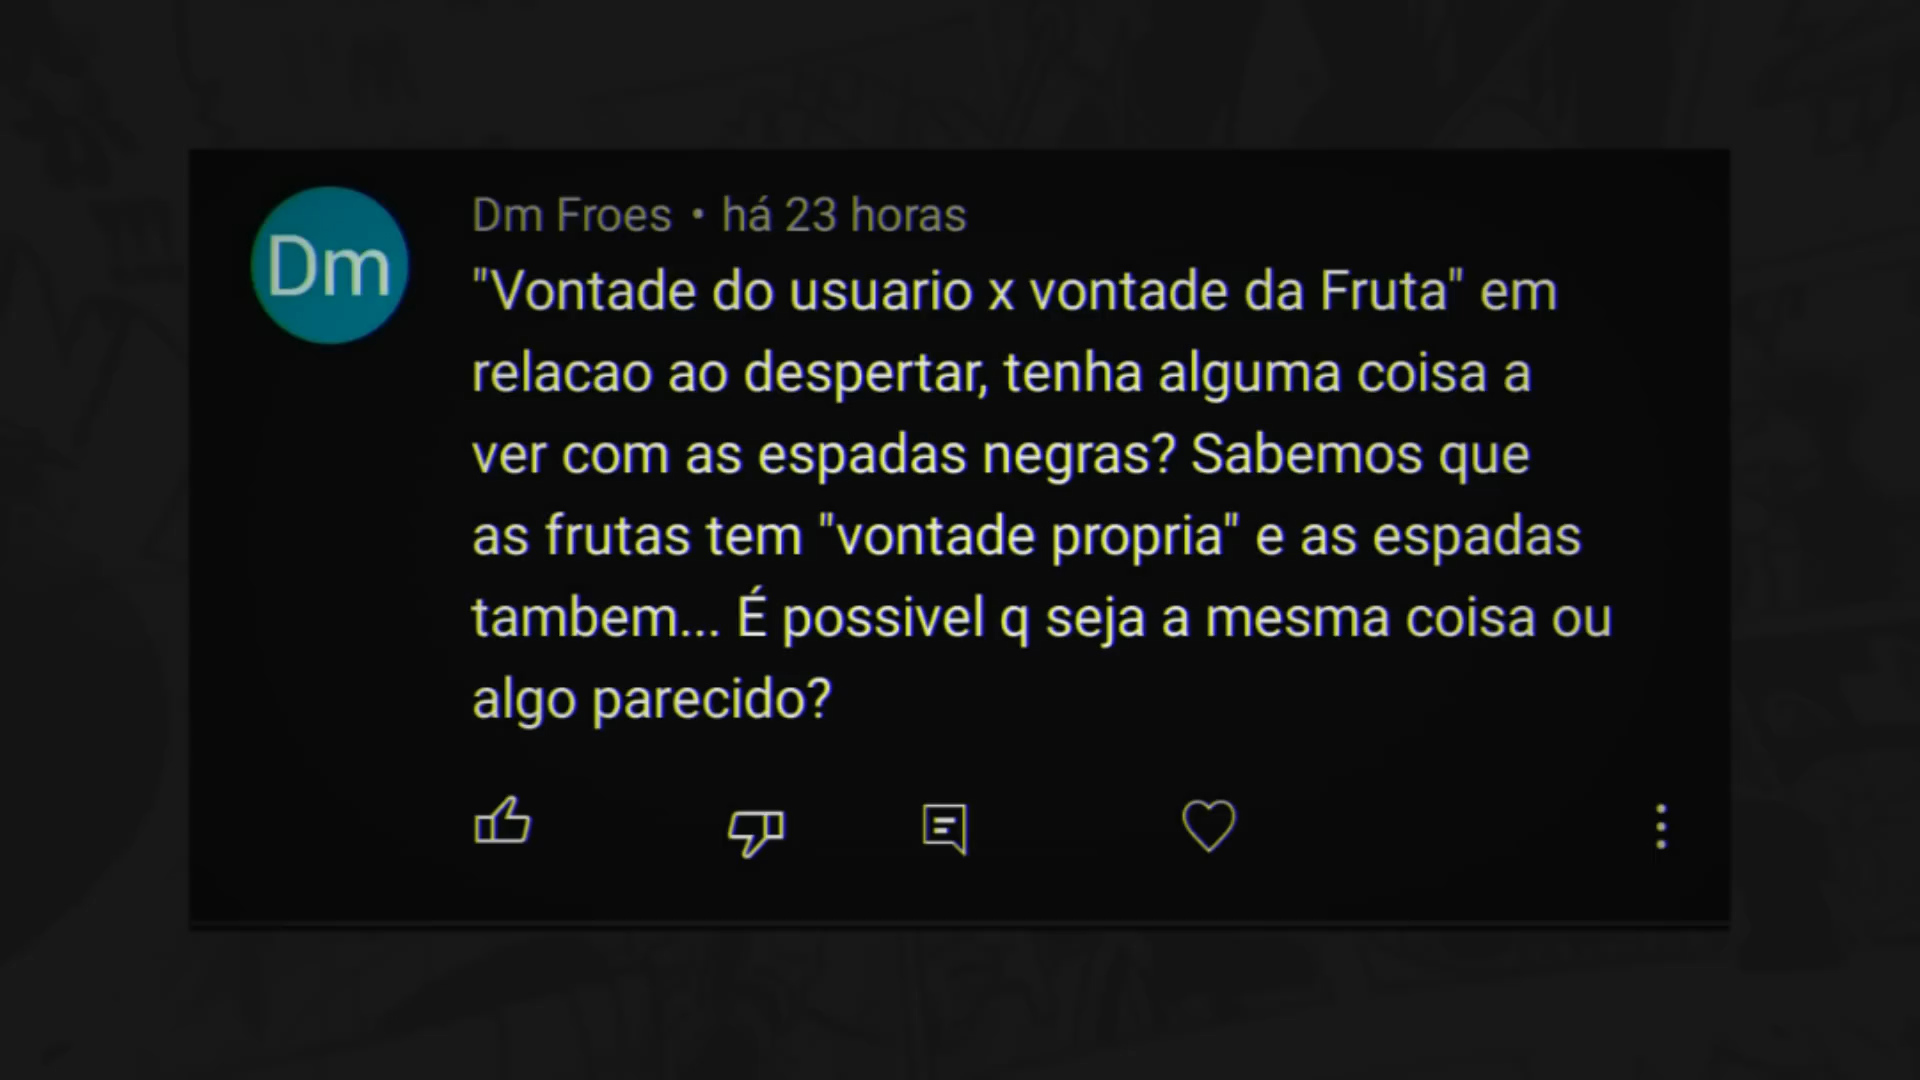 Dm
Dm Froes • há 23 horas
"Vontade do usuario x vontade da Fruta" em
relacao ao despertar, tenha alguma coisa a
ver com as espadas negras? Sabemos que
as frutas tem "vontade propria" e as espadas
tambem... É possivel q seja a mesma coisa ou
algo parecido?